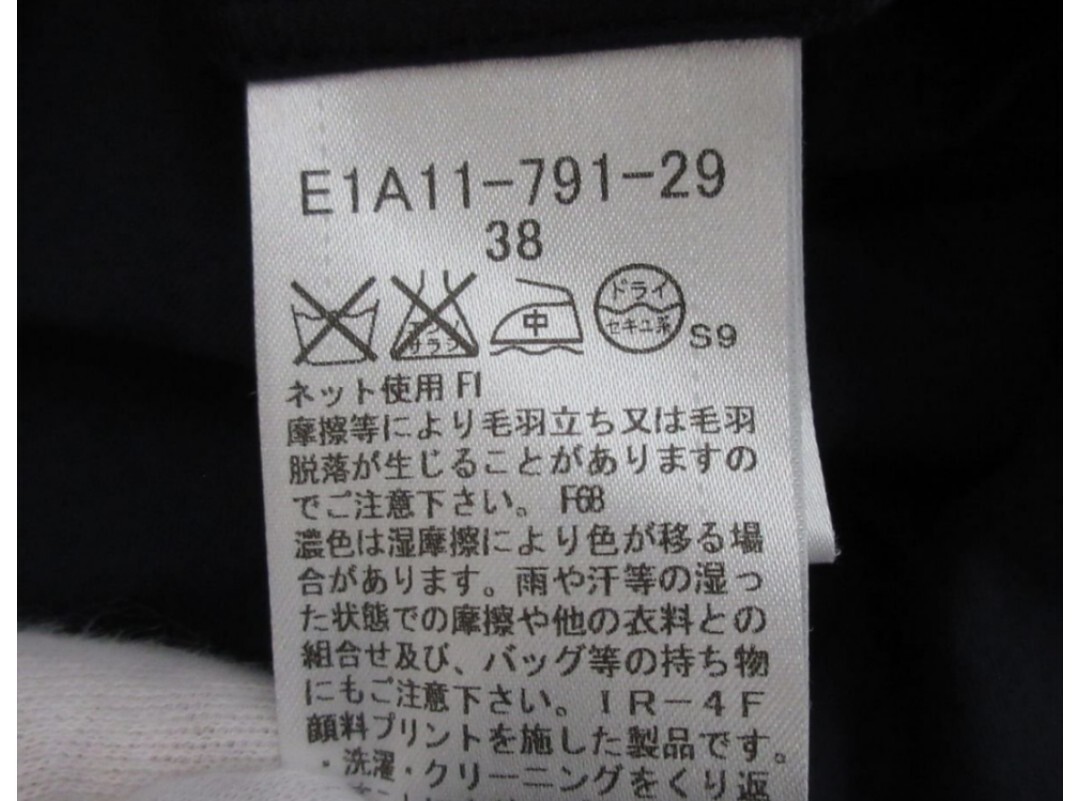 E1A11-791-29
38
サラシ 中 ドライ セキユ系 S9
ネット使用 F1
摩擦等により毛羽立ち又は毛羽
脱落が生じることがありますの
でご注意下さい。 F68
濃色は湿摩擦により色が移る場
合があります。雨や汗等の湿っ
た状態での摩擦や他の衣料との
組合せ及び、バッグ等の持ち物
にもご注意下さい。IR-4F
顔料プリントを施した製品です。
・洗濯・クリーニングをくり返